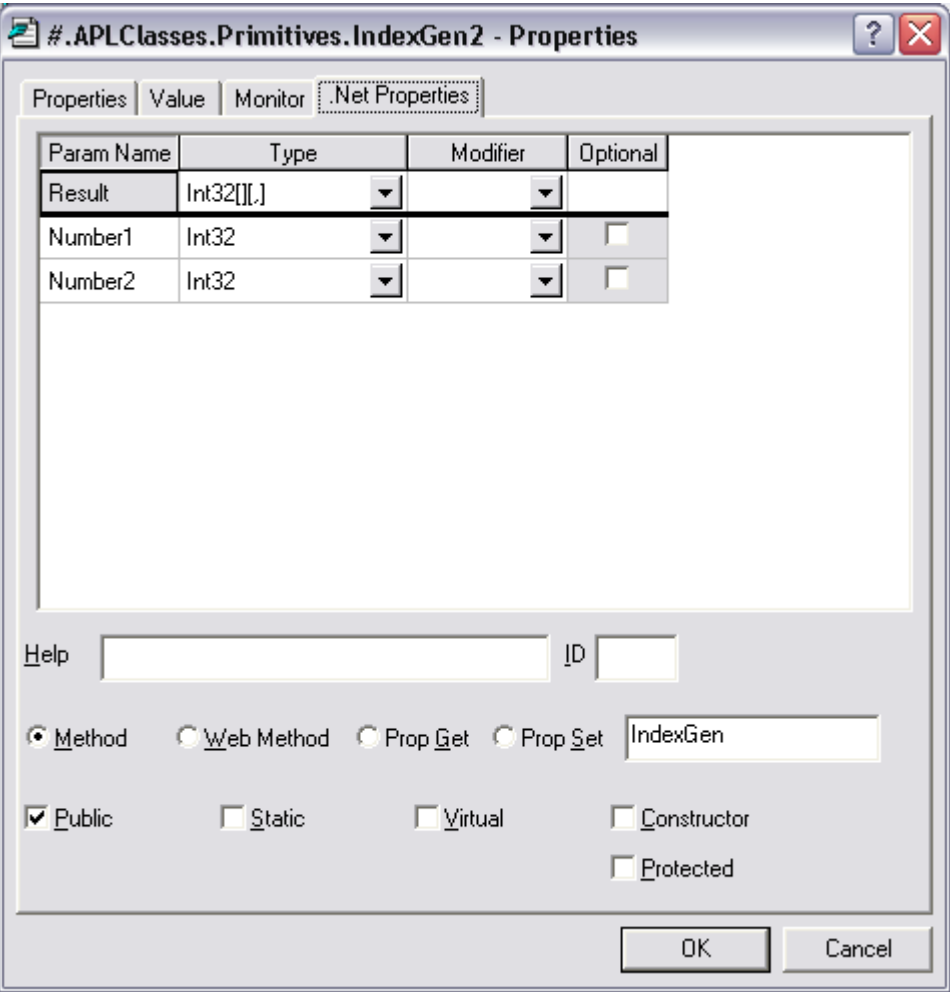 #.APLClasses.Primitives.IndexGen2 - Properties
Properties Value Monitor .Net Properties
Param Name Type Modifier Optional
Result Int32[][,]
Number1 Int32
Number2 Int32
Help ID
Method Web Method Prop Get Prop Set IndexGen
Public Static Virtual Constructor
Protected
OK Cancel